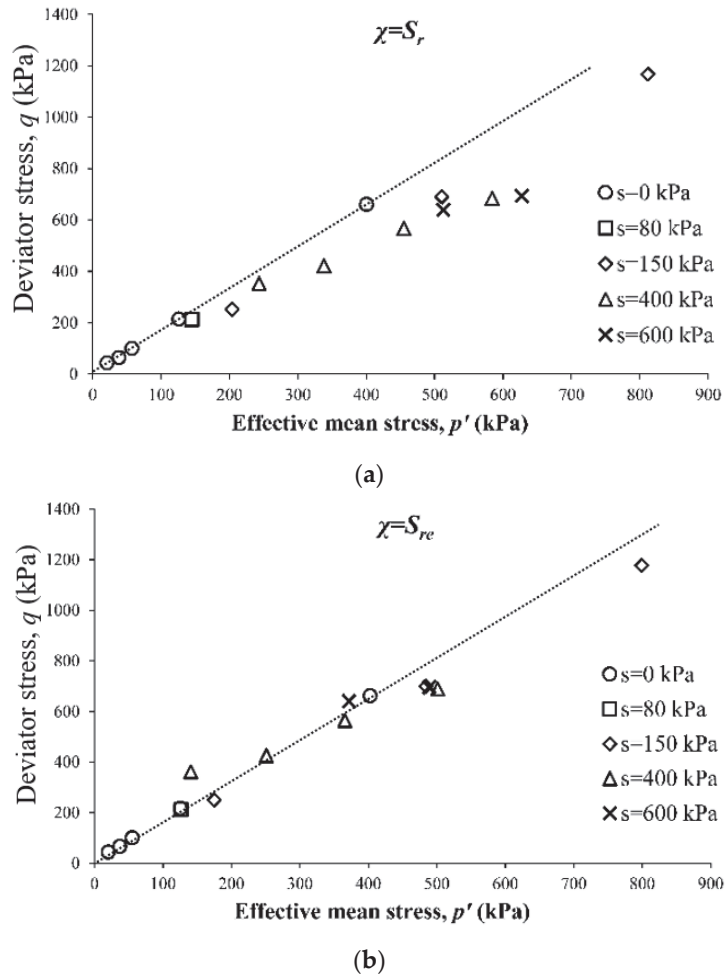 1400
1200
1000
800
600
400
200
0
Deviator stress, q (kPa)
χ=Sr
s−0 kPa
s=80 kPa
s−150 kPa
s=400 kPa
s=600 kPa
0 100 200 300 400 500 600 700 800 900
Effective mean stress, p' (kPa)
(a)
1400
1200
1000
800
600
400
200
0
Deviator stress, q (kPa)
χ=Sre
s=0 kPa
s=80 kPa
s−150 kPa
s=400 kPa
s=600 kPa
0 100 200 300 400 500 600 700 800 900
Effective mean stress, p' (kPa)
(b)